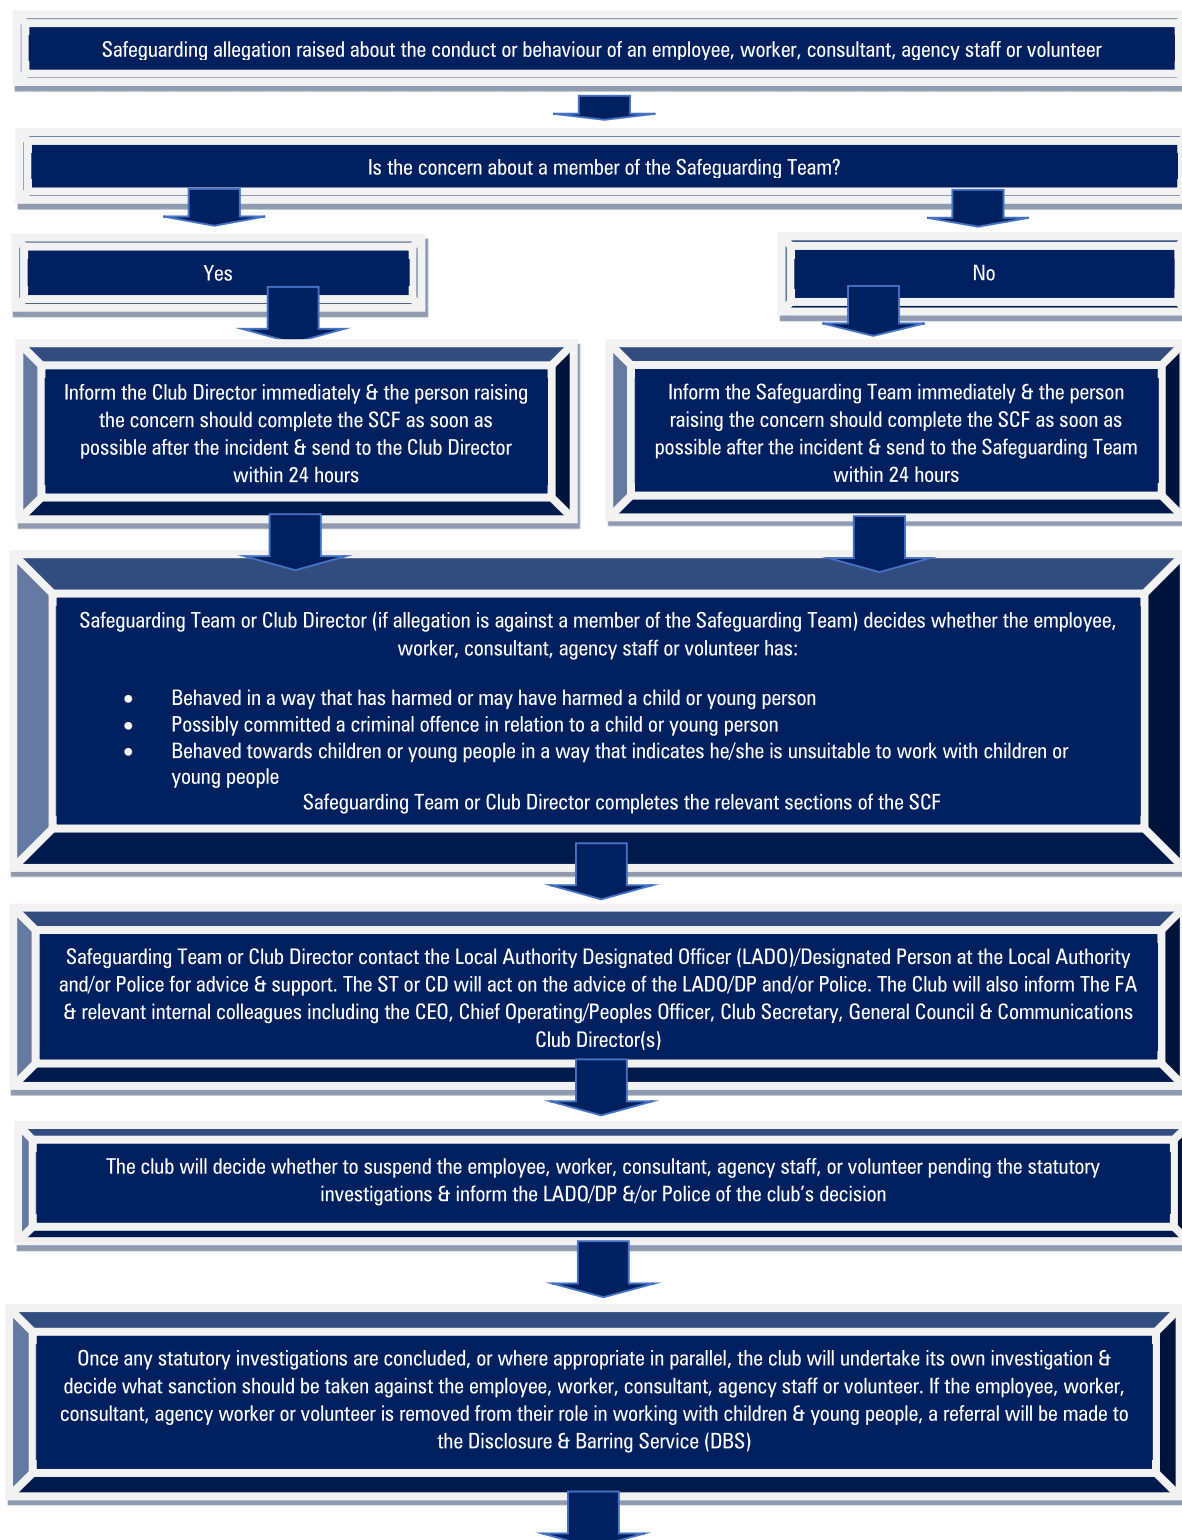 Safeguarding allegation raised about the conduct or behaviour of an employee, worker, consultant, agency staff or volunteer
Is the concern about a member of the Safeguarding Team?
Yes
No
Inform the Club Director immediately & the person raising
the concern should complete the SCF as soon as
possible after the incident & send to the Club Director
within 24 hours
Inform the Safeguarding Team immediately & the person
raising the concern should complete the SCF as soon as
possible after the incident & send to the Safeguarding Team
within 24 hours
Safeguarding Team or Club Director (if allegation is against a member of the Safeguarding Team) decides whether the employee,
worker, consultant, agency staff or volunteer has:
• Behaved in a way that has harmed or may have harmed a child or young person
• Possibly committed a criminal offence in relation to a child or young person
• Behaved towards children or young people in a way that indicates he/she is unsuitable to work with children or
young people
Safeguarding Team or Club Director completes the relevant sections of the SCF
Safeguarding Team or Club Director contact the Local Authority Designated Officer (LADO)/Designated Person at the Local Authority
and/or Police for advice & support. The ST or CD will act on the advice of the LADO/DP and/or Police. The Club will also inform The FA
& relevant internal colleagues including the CEO, Chief Operating/Peoples Officer, Club Secretary, General Council & Communications
Club Director(s)
The club will decide whether to suspend the employee, worker, consultant, agency staff, or volunteer pending the statutory
investigations & inform the LADO/DP &/or Police of the club's decision
Once any statutory investigations are concluded, or where appropriate in parallel, the club will undertake its own investigation &
decide what sanction should be taken against the employee, worker, consultant, agency staff or volunteer. If the employee, worker,
consultant, agency worker or volunteer is removed from their role in working with children & young people, a referral will be made to
the Disclosure & Barring Service (DBS)